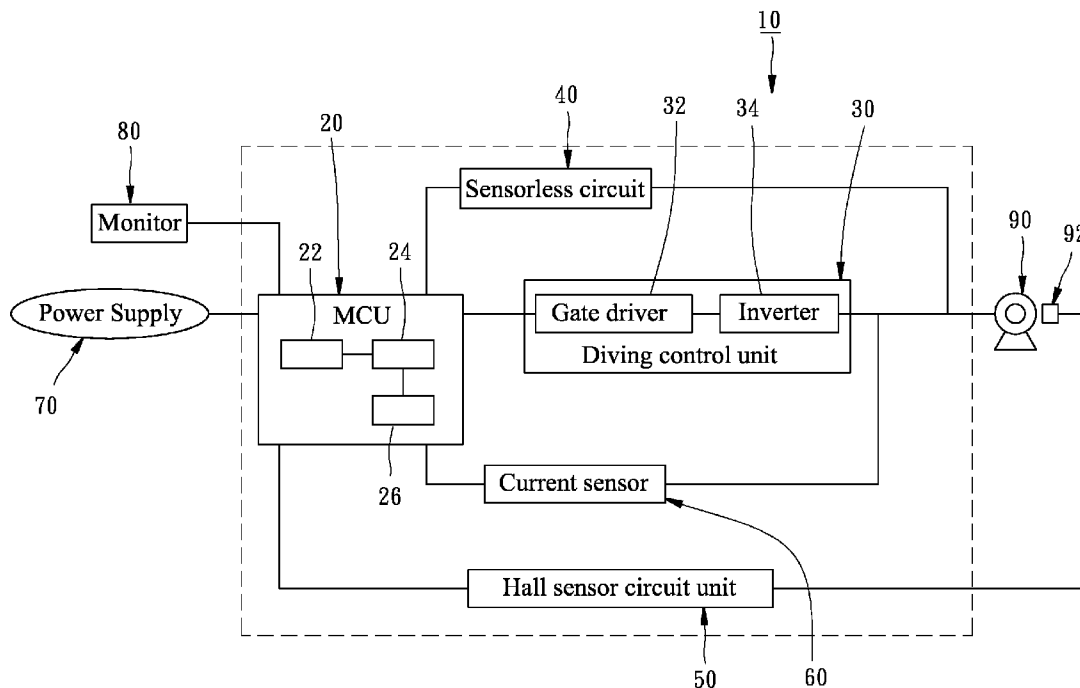 10
40
32
34
30
20
80
Sensorless circuit
Monitor
90
92
22
24
MCU
Gate driver
Inverter
Power Supply
Diving control unit
70
26
Current sensor
Hall sensor circuit unit
50
60